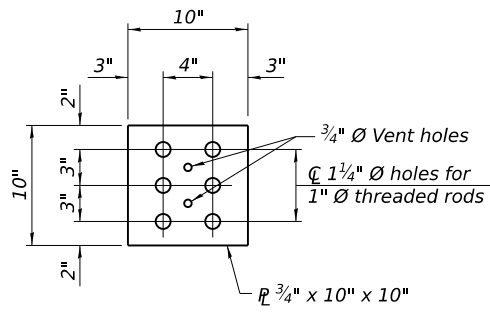 10"
3" 4" 3"
2"
¾" Ø Vent holes
3"
10"
℄ 1¼" Ø holes for
3"
1" Ø threaded rods
2"
⅊ ¾" x 10" x 10"